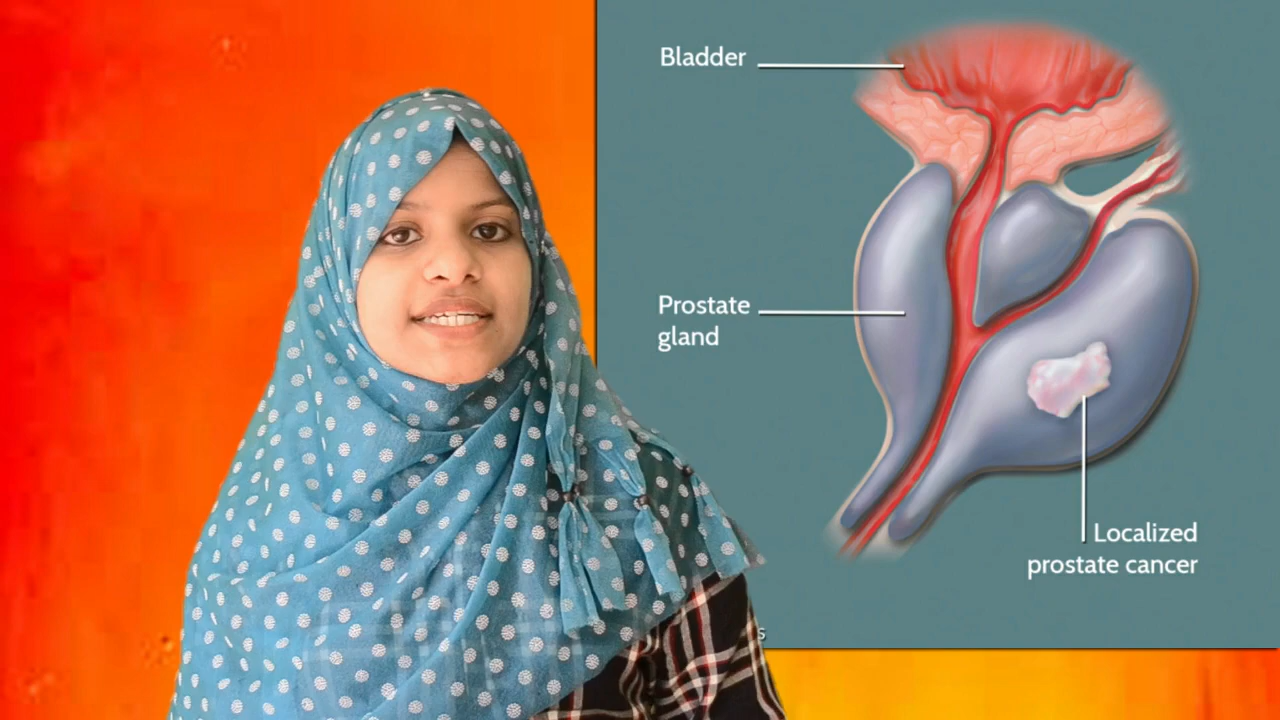 Bladder
Prostate
gland
Localized
prostate cancer
s